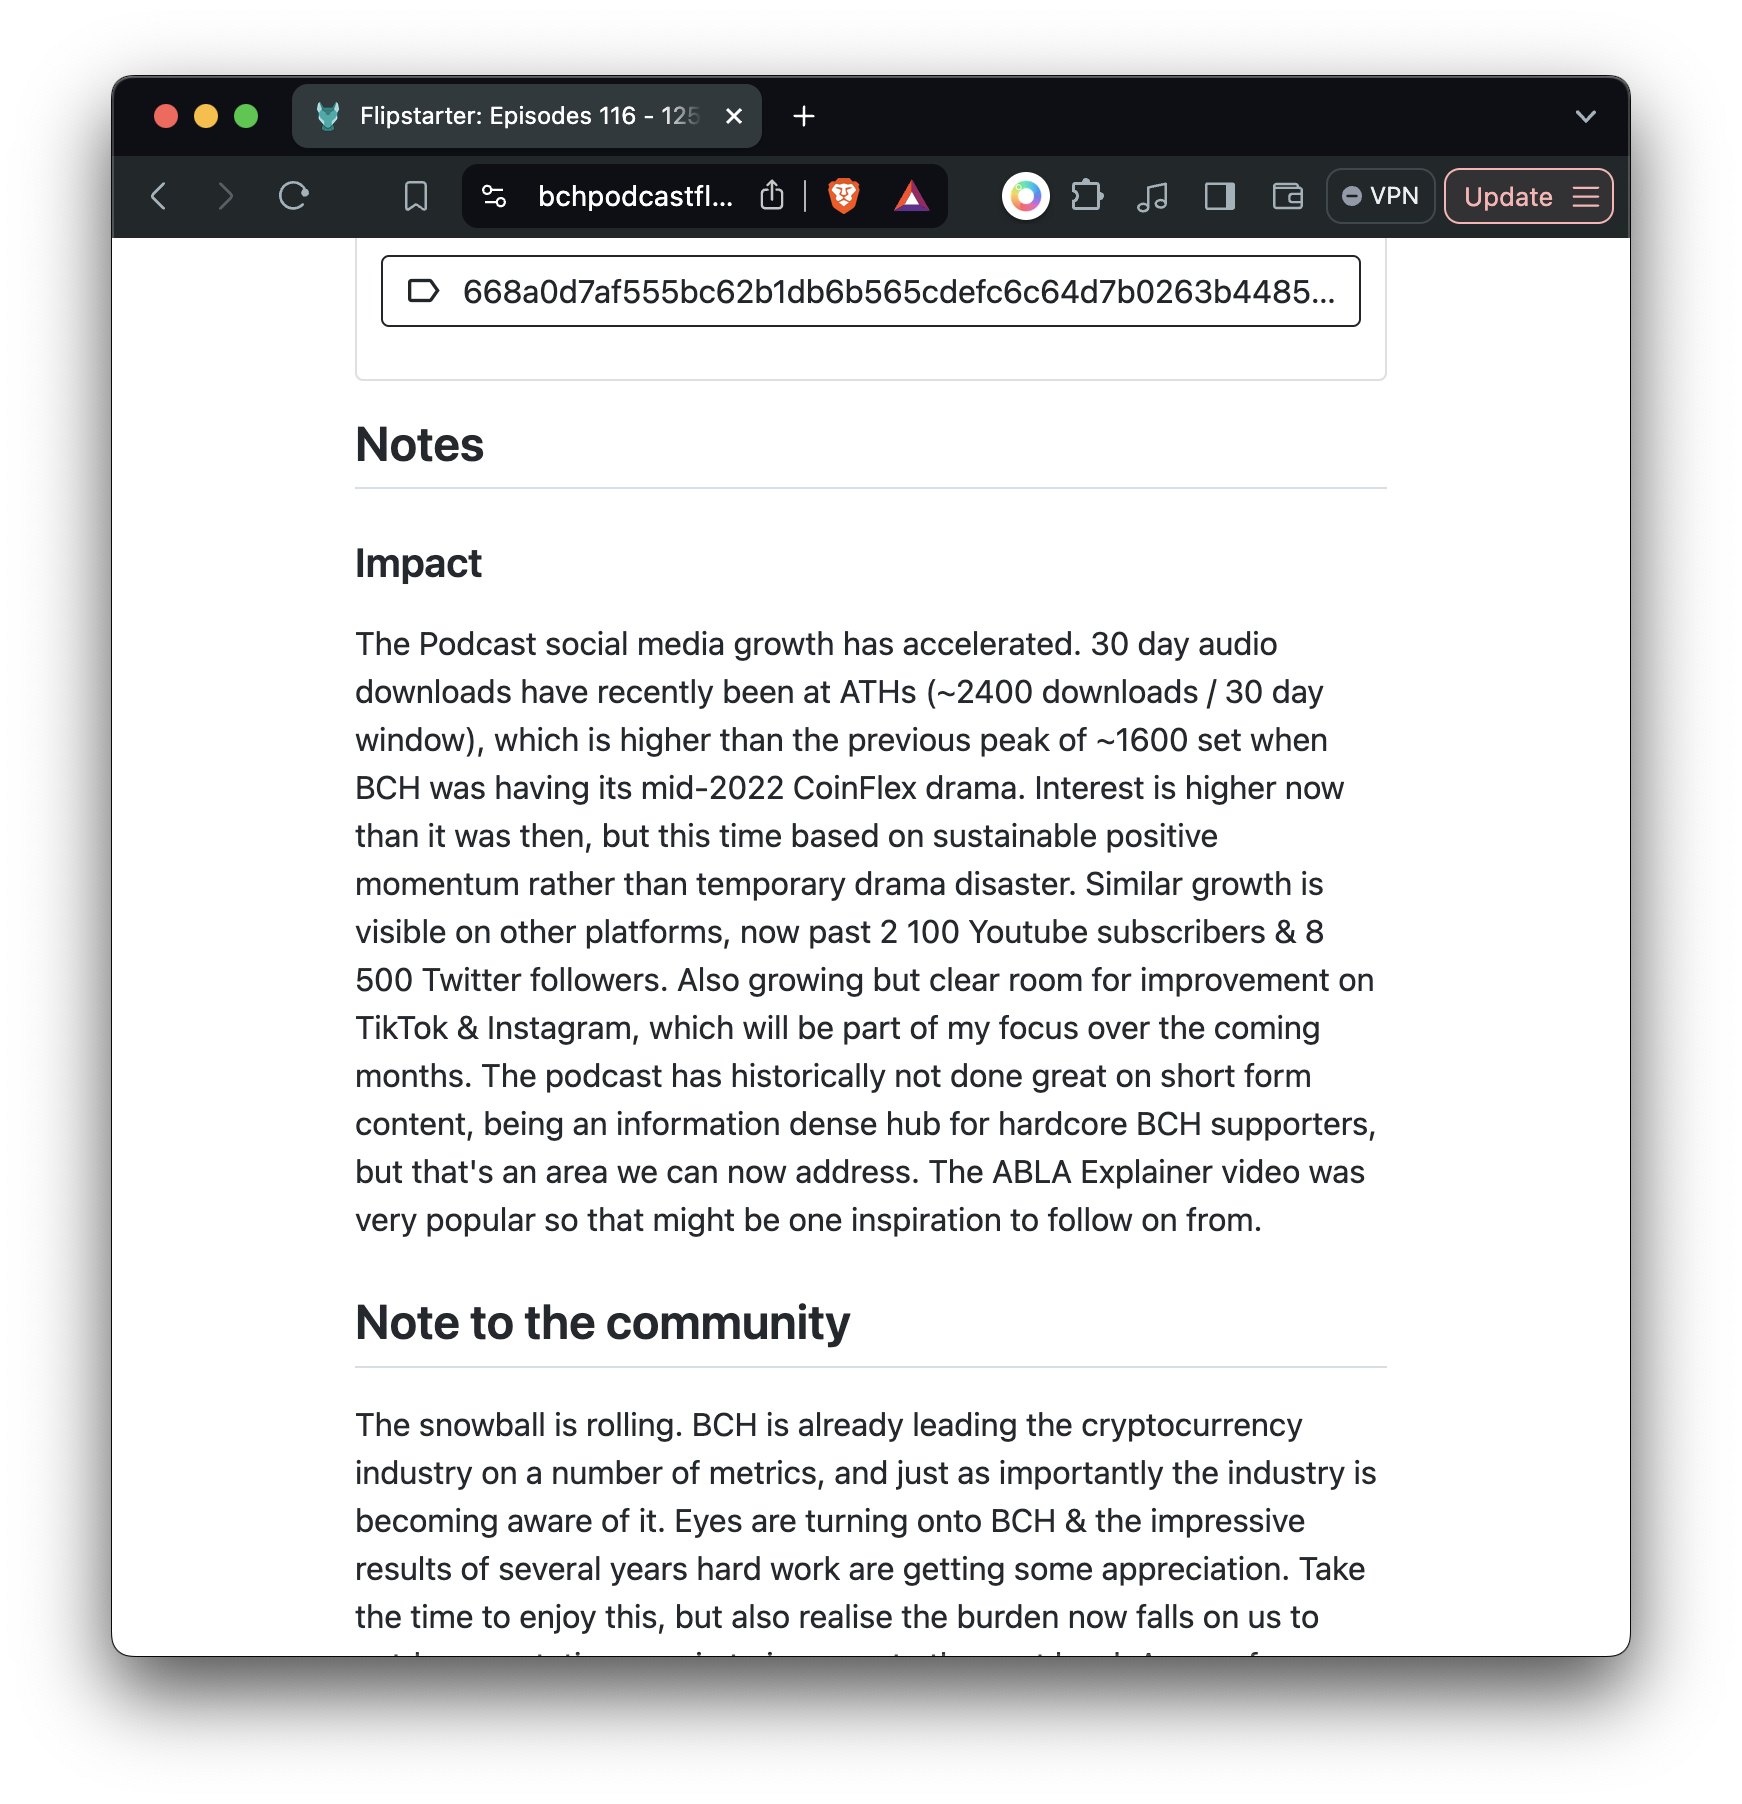 Flipstarter: Episodes 116 - 125
bchpodcastfl...
VPN
Update
668a0d7af555bc62b1db6b565cdefc6c64d7b0263b4485...
Notes
Impact
The Podcast social media growth has accelerated. 30 day audio
downloads have recently been at ATHs (~2400 downloads / 30 day
window), which is higher than the previous peak of ~1600 set when
BCH was having its mid-2022 CoinFlex drama. Interest is higher now
than it was then, but this time based on sustainable positive
momentum rather than temporary drama disaster. Similar growth is
visible on other platforms, now past 2 100 Youtube subscribers & 8
500 Twitter followers. Also growing but clear room for improvement on
TikTok & Instagram, which will be part of my focus over the coming
months. The podcast has historically not done great on short form
content, being an information dense hub for hardcore BCH supporters,
but that's an area we can now address. The ABLA Explainer video was
very popular so that might be one inspiration to follow on from.
Note to the community
The snowball is rolling. BCH is already leading the cryptocurrency
industry on a number of metrics, and just as importantly the industry is
becoming aware of it. Eyes are turning onto BCH & the impressive
results of several years hard work are getting some appreciation. Take
the time to enjoy this, but also realise the burden now falls on us to